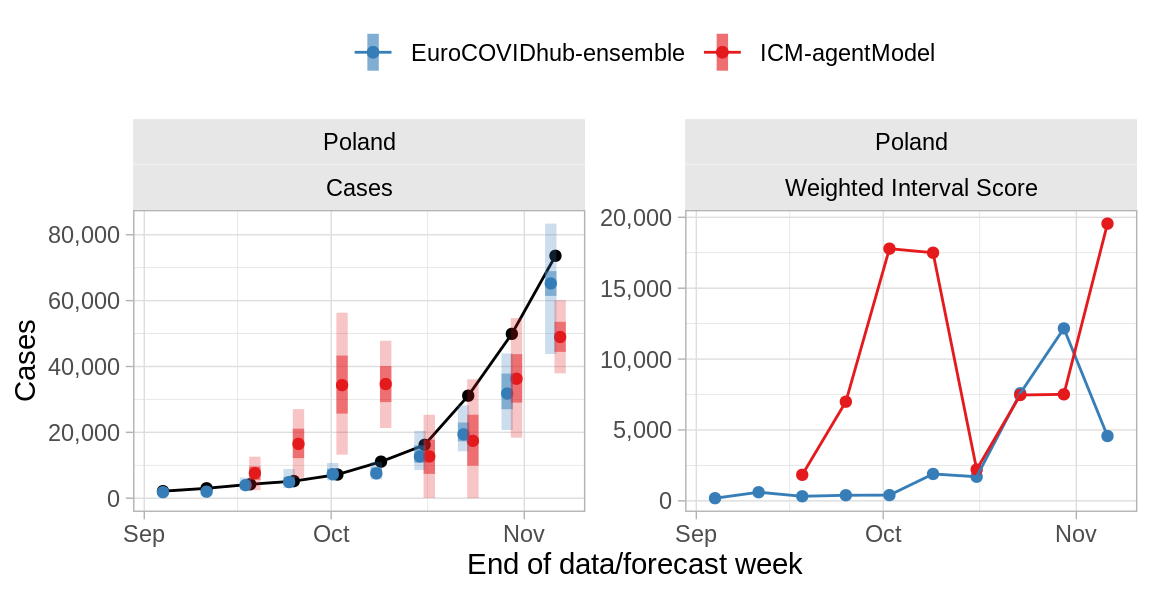 EuroCOVIDhub-ensemble ICM-agentModel
Poland
Cases
Cases
80,000
60,000
40,000
20,000
0
Sep Oct Nov
Poland
Weighted Interval Score
20,000
15,000
10,000
5,000
0
Sep Oct Nov
End of data/forecast week